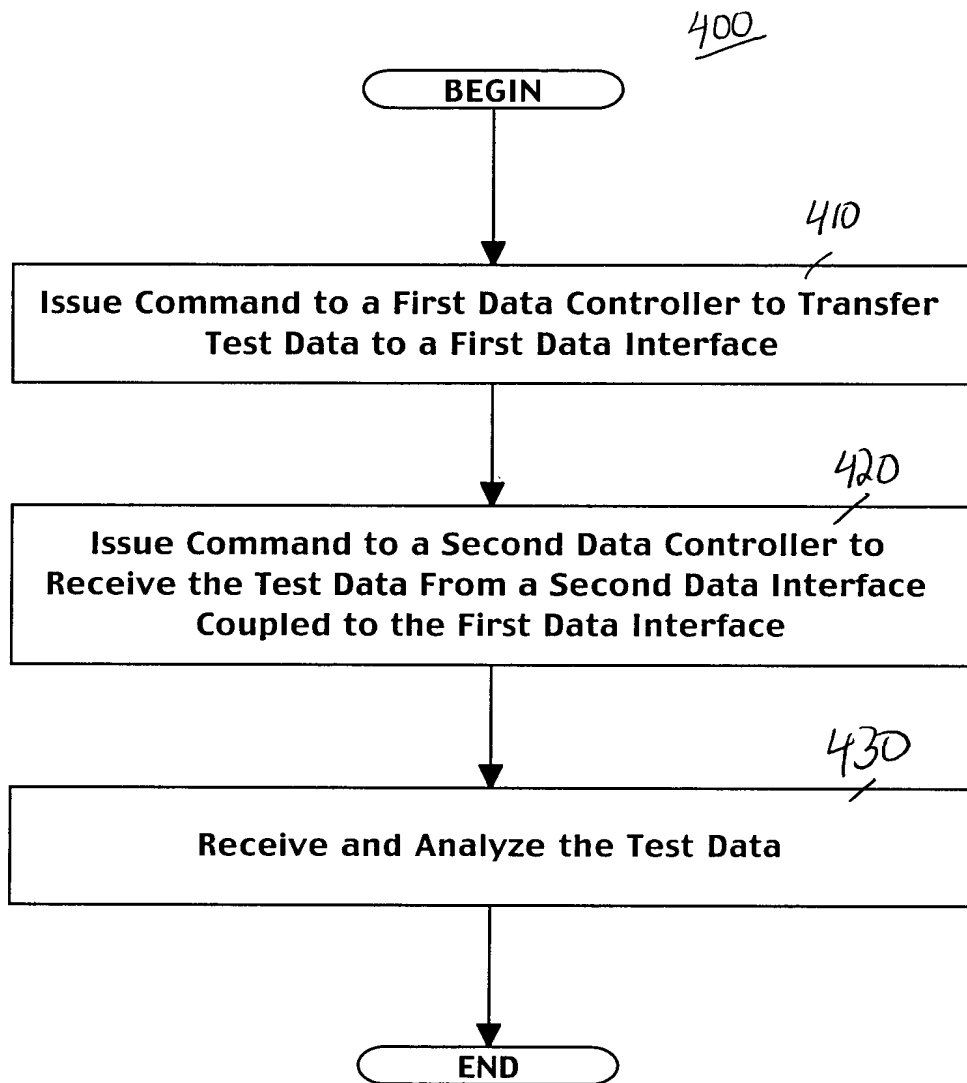 400
BEGIN
410
Issue Command to a First Data Controller to Transfer
Test Data to a First Data Interface
420
Issue Command to a Second Data Controller to
Receive the Test Data From a Second Data Interface
Coupled to the First Data Interface
430
Receive and Analyze the Test Data
END